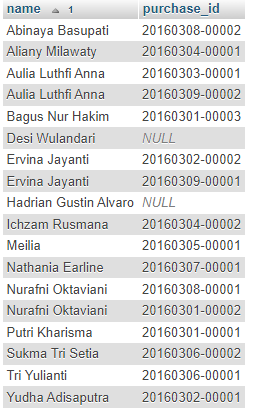 name 1 purchase_id
Abinaya Basupati 20160308-00002
Aliany Milawaty 20160304-00001
Aulia Luthfi Anna 20160303-00001
Aulia Luthfi Anna 20160309-00002
Bagus Nur Hakim 20160301-00003
Desi Wulandari NULL
Ervina Jayanti 20160302-00002
Ervina Jayanti 20160309-00001
Hadrian Gustin Alvaro NULL
Ichzam Rusmana 20160304-00002
Meilia 20160305-00001
Nathania Earline 20160307-00001
Nurafni Oktaviani 20160308-00001
Nurafni Oktaviani 20160301-00002
Putri Kharisma 20160301-00001
Sukma Tri Setia 20160306-00002
Tri Yulianti 20160306-00001
Yudha Adisaputra 20160302-00001